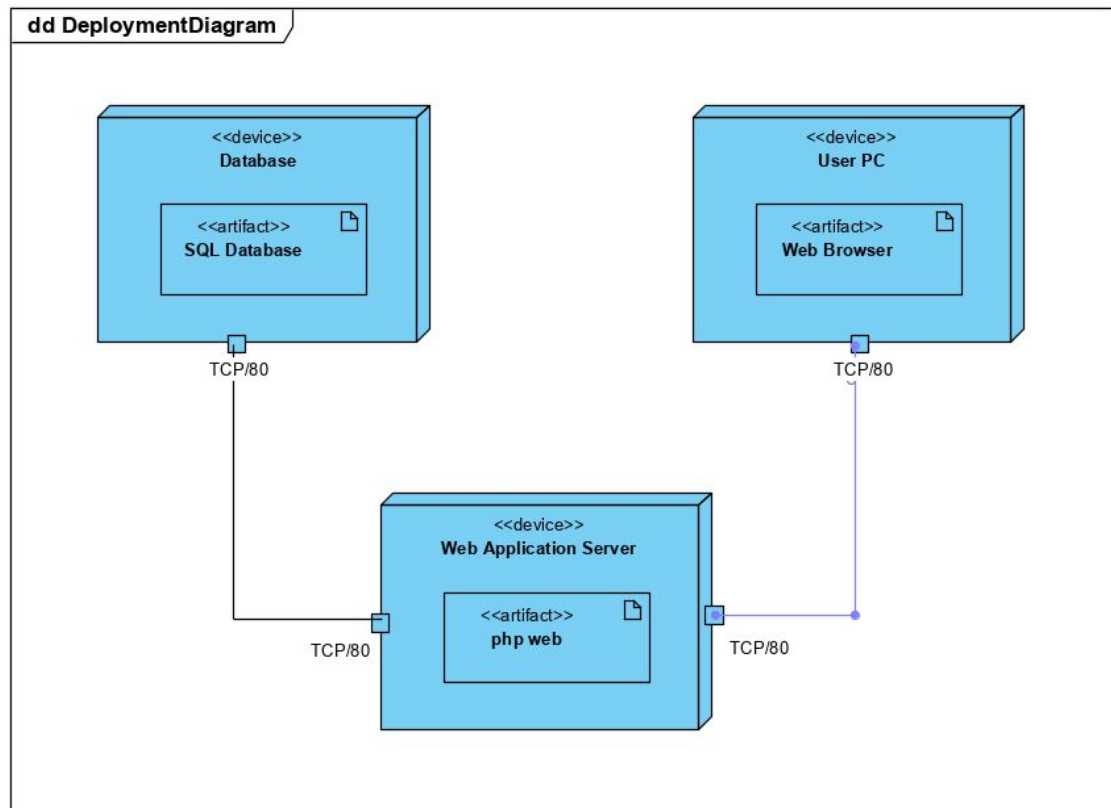 dd DeploymentDiagram
<<device>>
Database
<<artifact>>
SQL Database
TCP/80
<<device>>
User PC
<<artifact>>
Web Browser
TCP/80
<<device>>
Web Application Server
<<artifact>>
php web
TCP/80
TCP/80